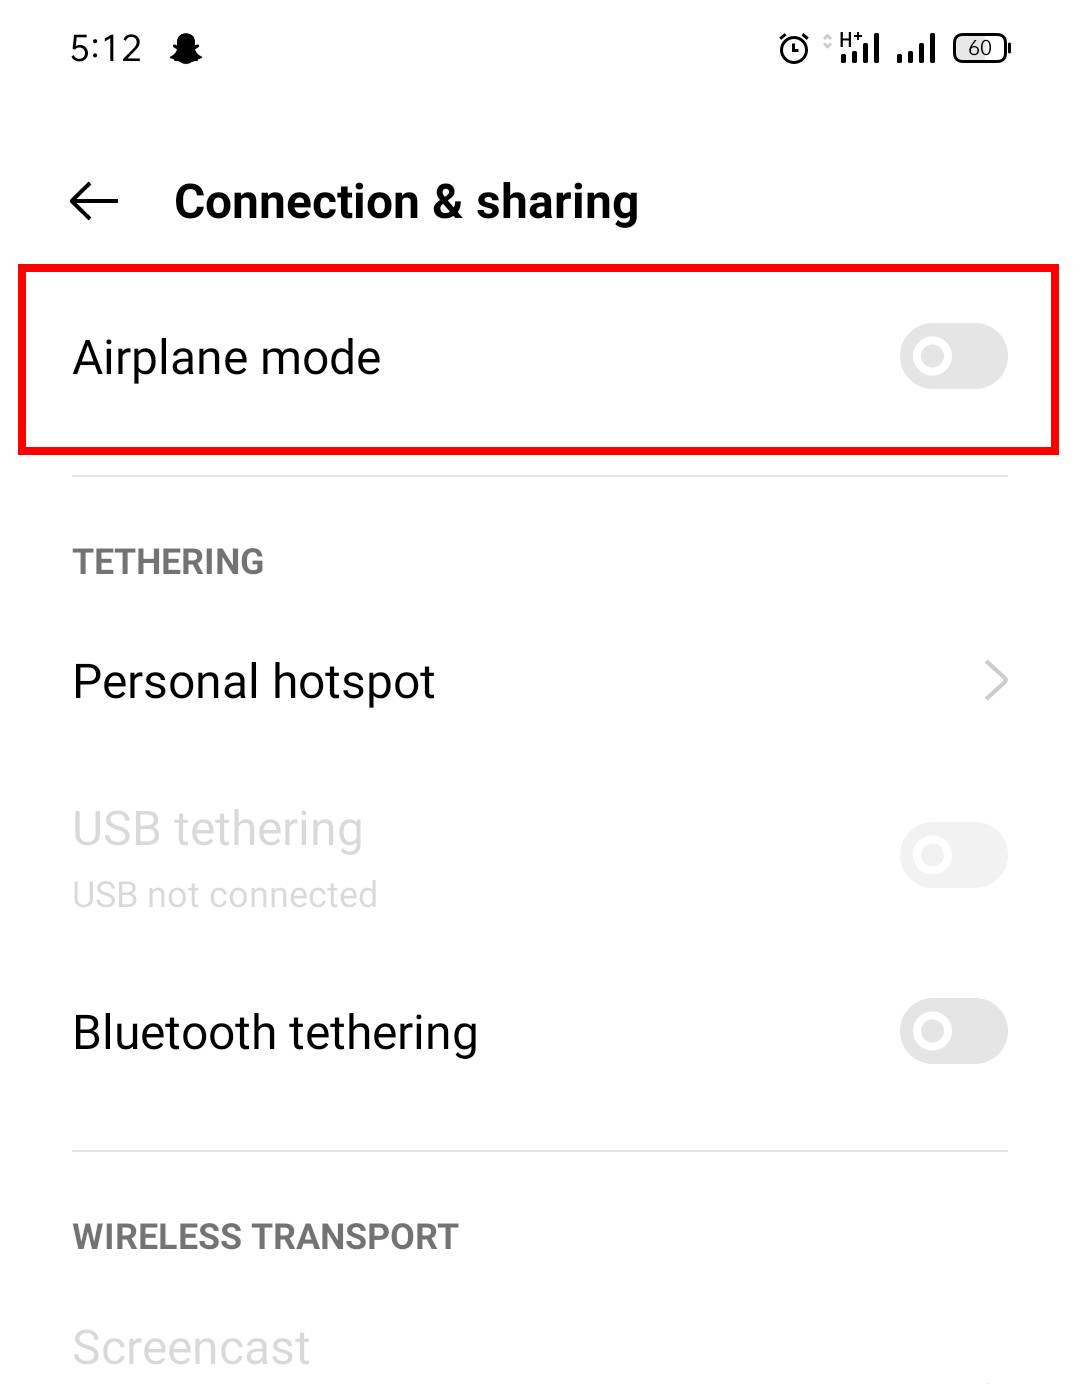 5:12 H+ 60
Connection & sharing
Airplane mode
TETHERING
Personal hotspot
USB tethering
USB not connected
Bluetooth tethering
WIRELESS TRANSPORT
Screencast